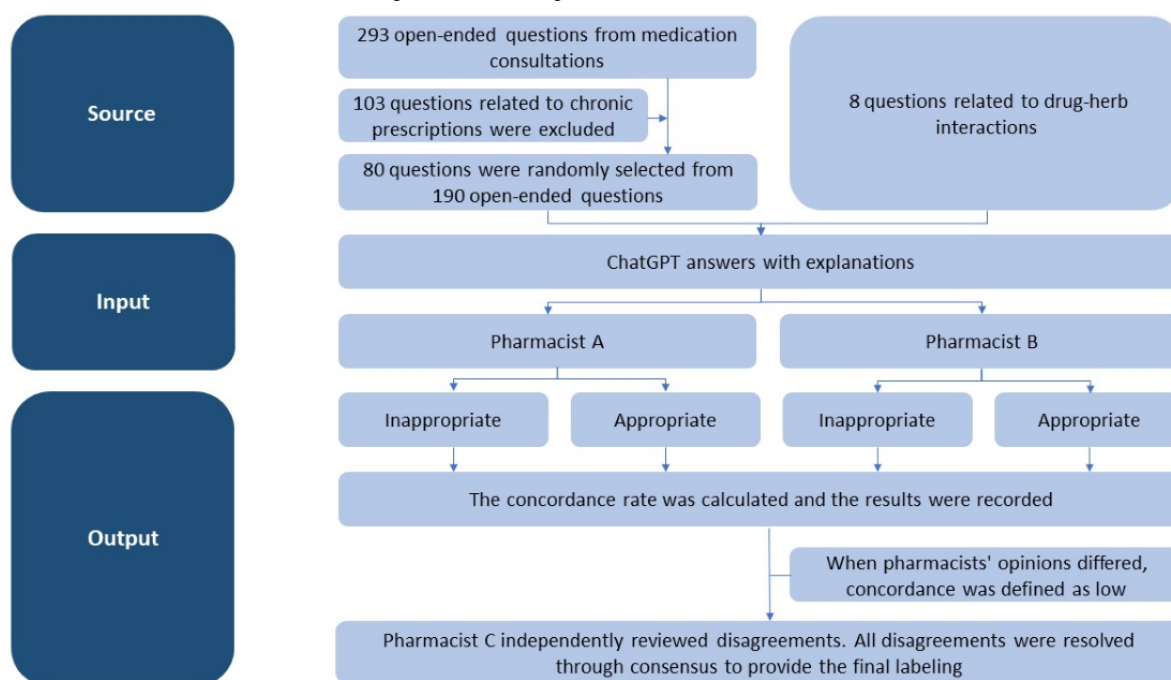 Source
293 open-ended questions from medication
consultations
103 questions related to chronic
prescriptions were excluded
80 questions were randomly selected from
190 open-ended questions
8 questions related to drug-herb
interactions
Input
ChatGPT answers with explanations
Pharmacist A
Pharmacist B
Output
Inappropriate
Appropriate
Inappropriate
Appropriate
The concordance rate was calculated and the results were recorded
When pharmacists' opinions differed,
concordance was defined as low
Pharmacist C independently reviewed disagreements. All disagreements were resolved
through consensus to provide the final labeling